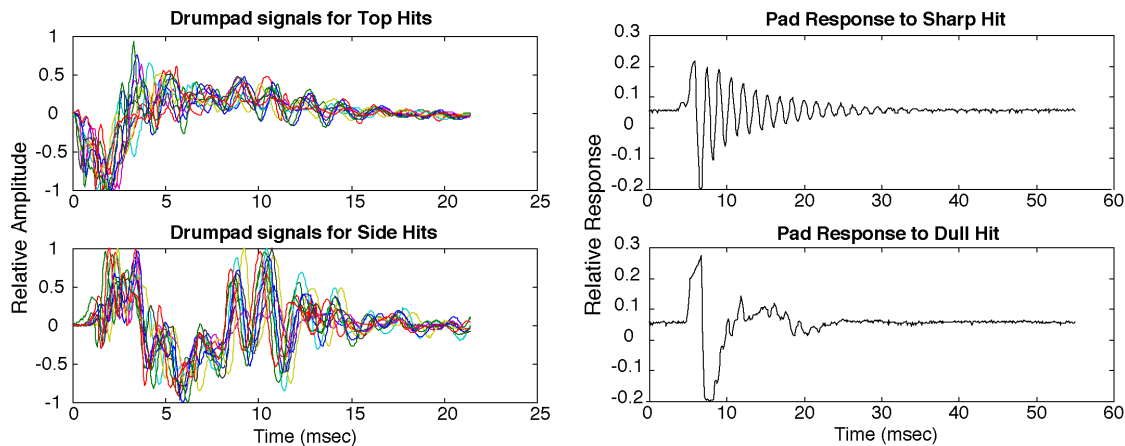 Drumpad signals for Top Hits
1
0.5
0
-0.5
-1
0 5 10 15 20 25
Drumpad signals for Side Hits
1
0.5
0
-0.5
-1
0 5 10 15 20 25
Time (msec)
Relative Amplitude
Pad Response to Sharp Hit
0.3
0.2
0.1
0
-0.1
-0.2
0 10 20 30 40 50 60
Pad Response to Dull Hit
0.3
0.2
0.1
0
-0.1
-0.2
0 10 20 30 40 50 60
Time (msec)
Relative Response